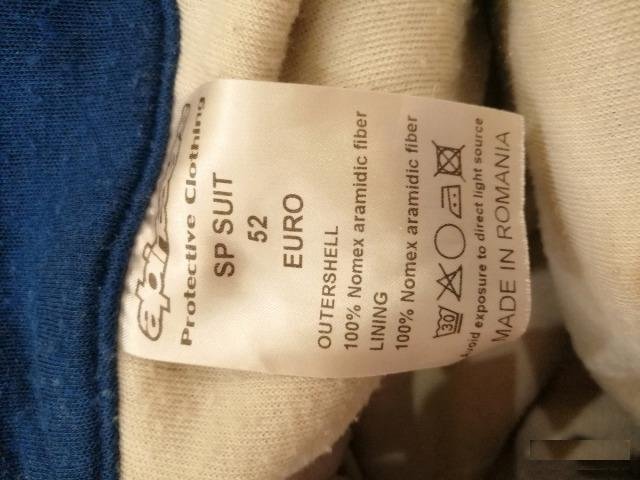 Protective Clothing
SP SUIT
52
EURO
OUTERSHELL
100% Nomex aramidic fiber
LINING
100% Nomex aramidic fiber
30
Avoid exposure to direct light source
MADE IN ROMANIA